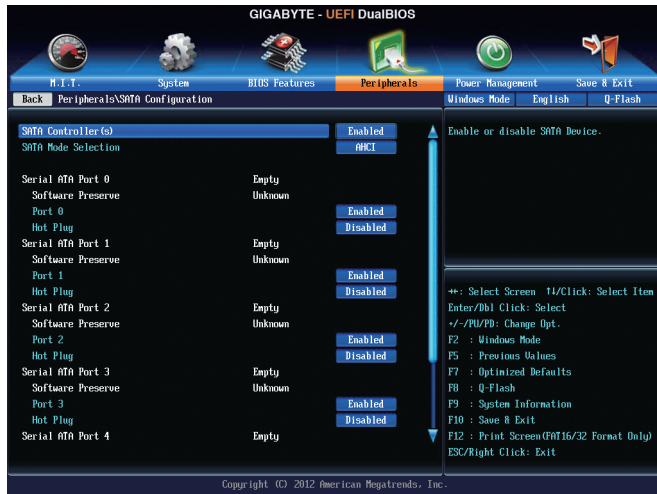 GIGABYTE - UEFI DualBIOS
M.I.T.
System
BIOS Features
Peripherals
Power Management
Save & Exit
Back Peripherals\SATA Configuration
Windows Mode English Q-Flash
SATA Controller(s) Enabled
SATA Mode Selection AHCI
Serial ATA Port 0 Empty
Software Preserve Unknown
Port 0 Enabled
Hot Plug Disabled
Serial ATA Port 1 Empty
Software Preserve Unknown
Port 1 Enabled
Hot Plug Disabled
Serial ATA Port 2 Empty
Software Preserve Unknown
Port 2 Enabled
Hot Plug Disabled
Serial ATA Port 3 Empty
Software Preserve Unknown
Port 3 Enabled
Hot Plug Disabled
Serial ATA Port 4 Empty
Enable or disable SATA Device.
→←: Select Screen ↑↓/Click: Select Item
Enter/Dbl Click: Select
+/-/PU/PD: Change Opt.
F2 : Windows Mode
F5 : Previous Values
F7 : Optimized Defaults
F8 : Q-Flash
F9 : System Information
F10 : Save & Exit
F12 : Print Screen(FAT16/32 Format Only)
ESC/Right Click: Exit
Copyright (C) 2012 American Megatrends, Inc.